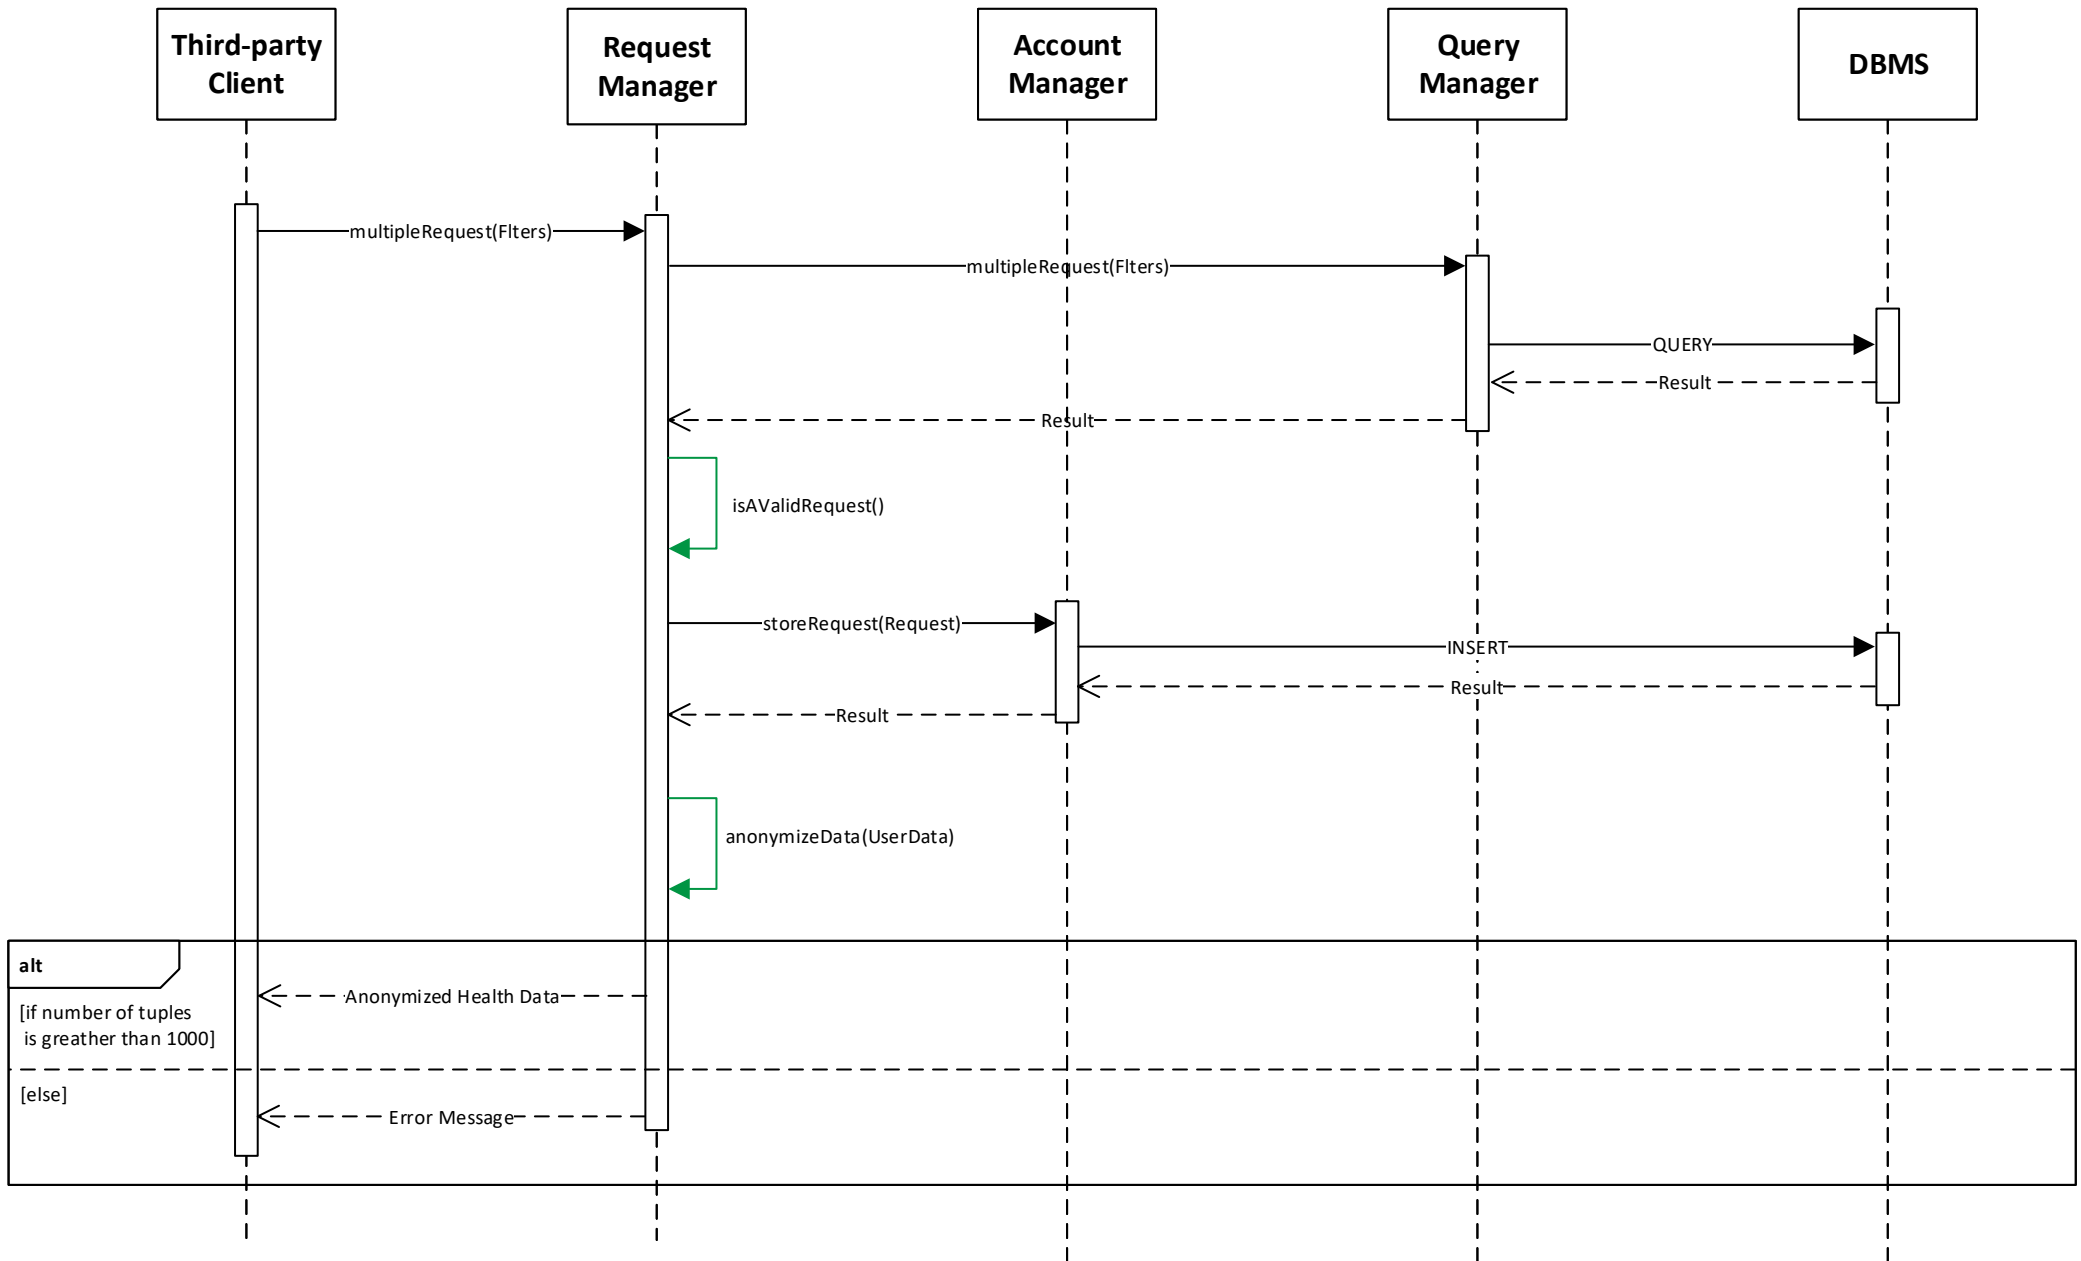 Third-party
Client
Request
Manager
Account
Manager
Query
Manager
DBMS
multipleRequest(Flters)
multipleRequest(Flters)
QUERY
Result
Result
isAValidRequest()
storeRequest(Request)
INSERT
Result
Result
anonymizeData(UserData)
alt
Anonymized Health Data
[if number of tuples
is greather than 1000]
[else]
Error Message